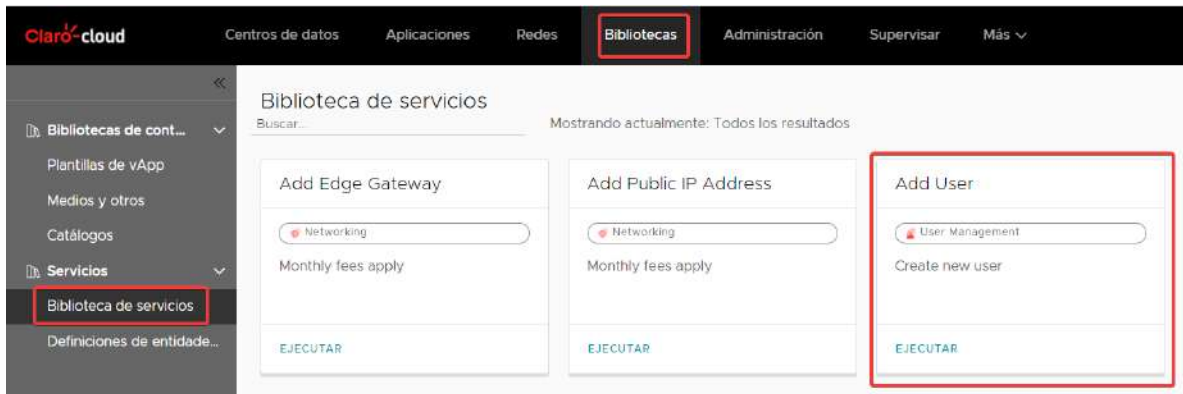 Claro-cloud
Centros de datos Aplicaciones Redes Bibliotecas Administración Supervisar Más
Bibliotecas de cont...
Plantillas de vApp
Medios y otros
Catálogos
Servicios
Biblioteca de servicios
Definiciones de entidade...
Biblioteca de servicios
Buscar... Mostrando actualmente: Todos los resultados
Add Edge Gateway
Networking
Monthly fees apply
EJECUTAR
Add Public IP Address
Networking
Monthly fees apply
EJECUTAR
Add User
User Management
Create new user
EJECUTAR